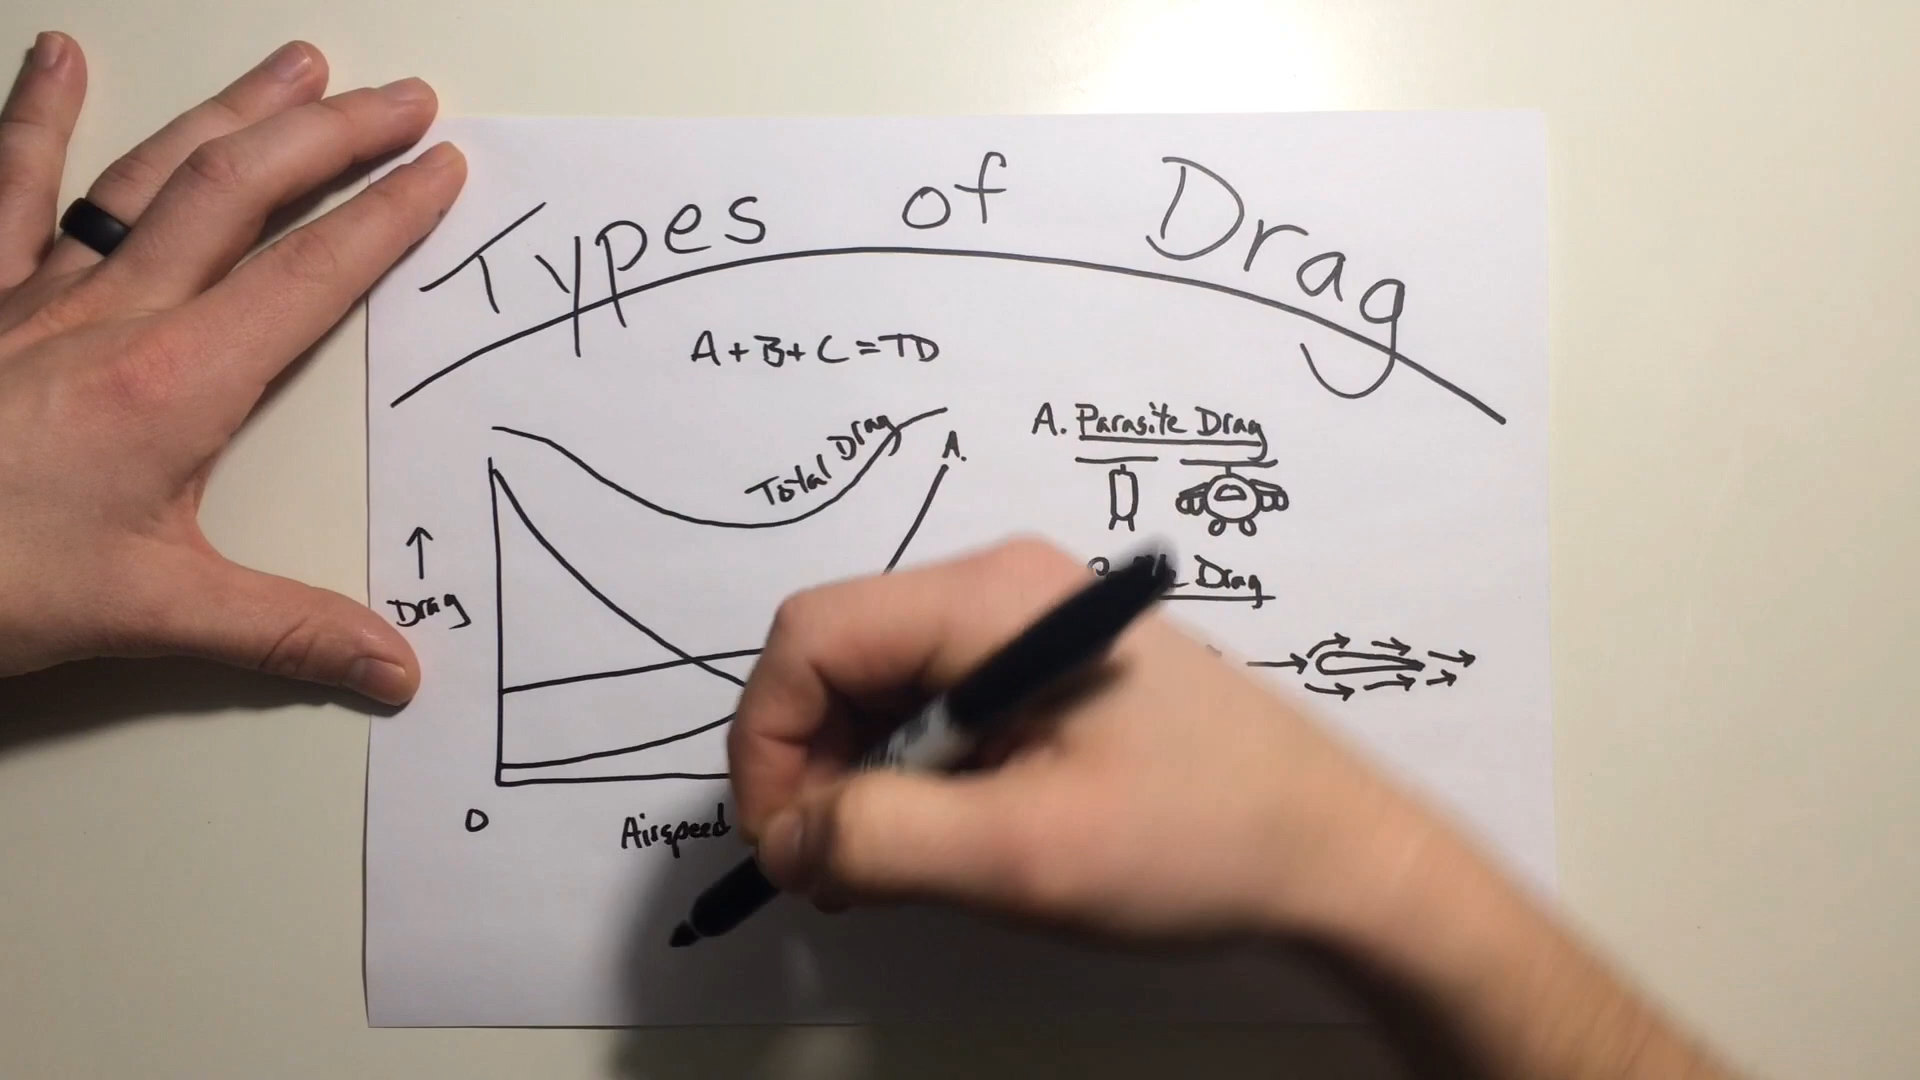 Types of Drag
A+B+C=TD
Total Drag
A.
A. Parasite Drag
↑
Drag
Drag
0
Airspeed